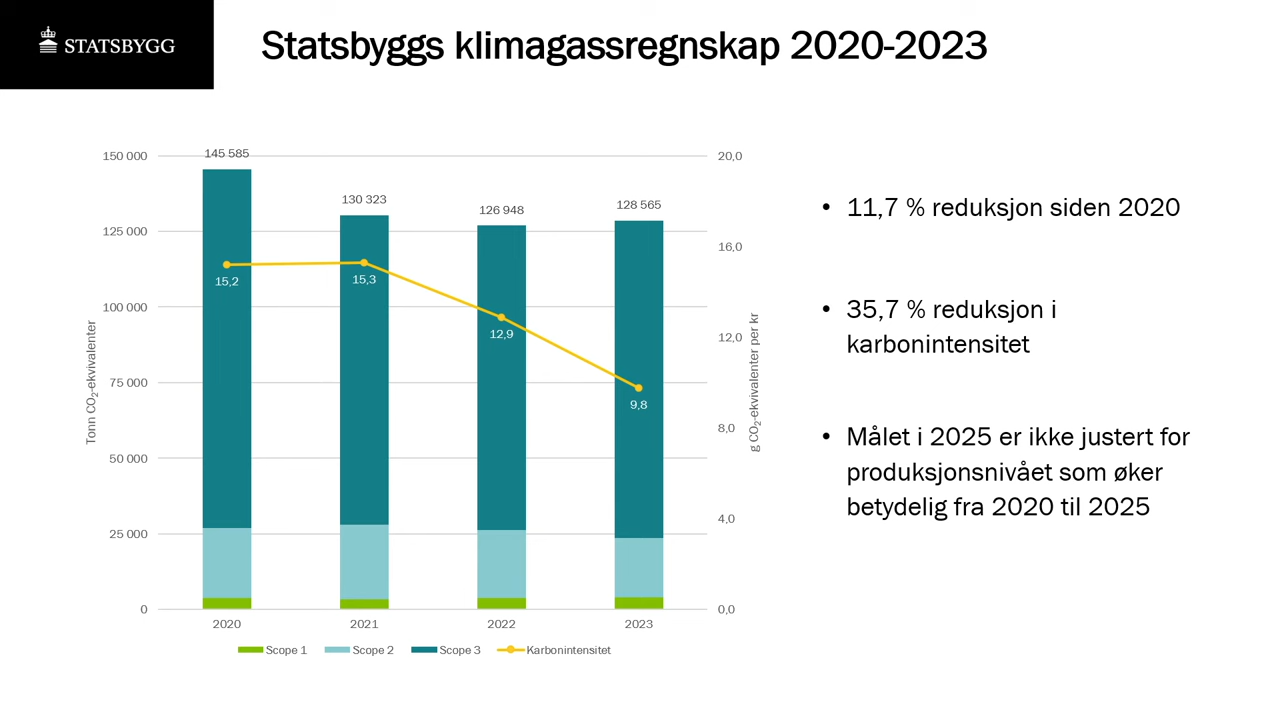 STATSBYGG
Statsbyggs klimagassregnskap 2020-2023
150 000
125 000
100 000
75 000
50 000
25 000
0
Tonn CO₂-ekvivalenter
145 585
130 323
126 948
128 565
15,2
15,3
12,9
9,8
20,0
16,0
12,0
8,0
4,0
0,0
g CO₂-ekvivalenter per kr
2020
2021
2022
2023
Scope 1
Scope 2
Scope 3
Karbonintensitet
• 11,7 % reduksjon siden 2020
• 35,7 % reduksjon i
karbonintensitet
• Målet i 2025 er ikke justert for
produksjonsnivået som øker
betydelig fra 2020 til 2025